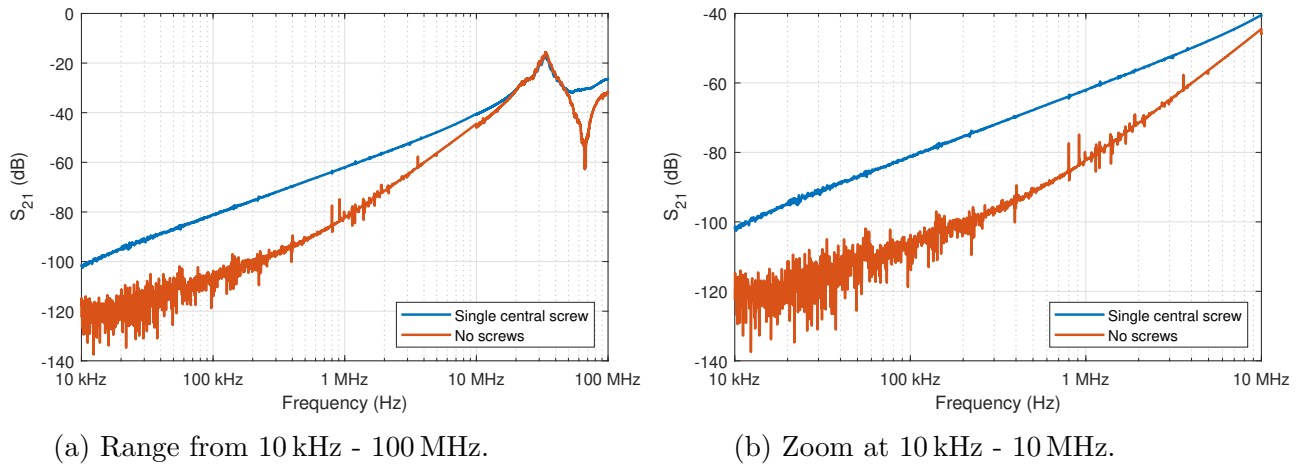 0
-20
-40
-60
-80
-100
-120
-140
S21 (dB)
10 kHz
100 kHz
1 MHz
10 MHz
100 MHz
Frequency (Hz)
Single central screw
No screws
(a) Range from 10 kHz - 100 MHz.
-40
-60
-80
-100
-120
-140
S21 (dB)
10 kHz
100 kHz
1 MHz
10 MHz
Frequency (Hz)
Single central screw
No screws
(b) Zoom at 10 kHz - 10 MHz.